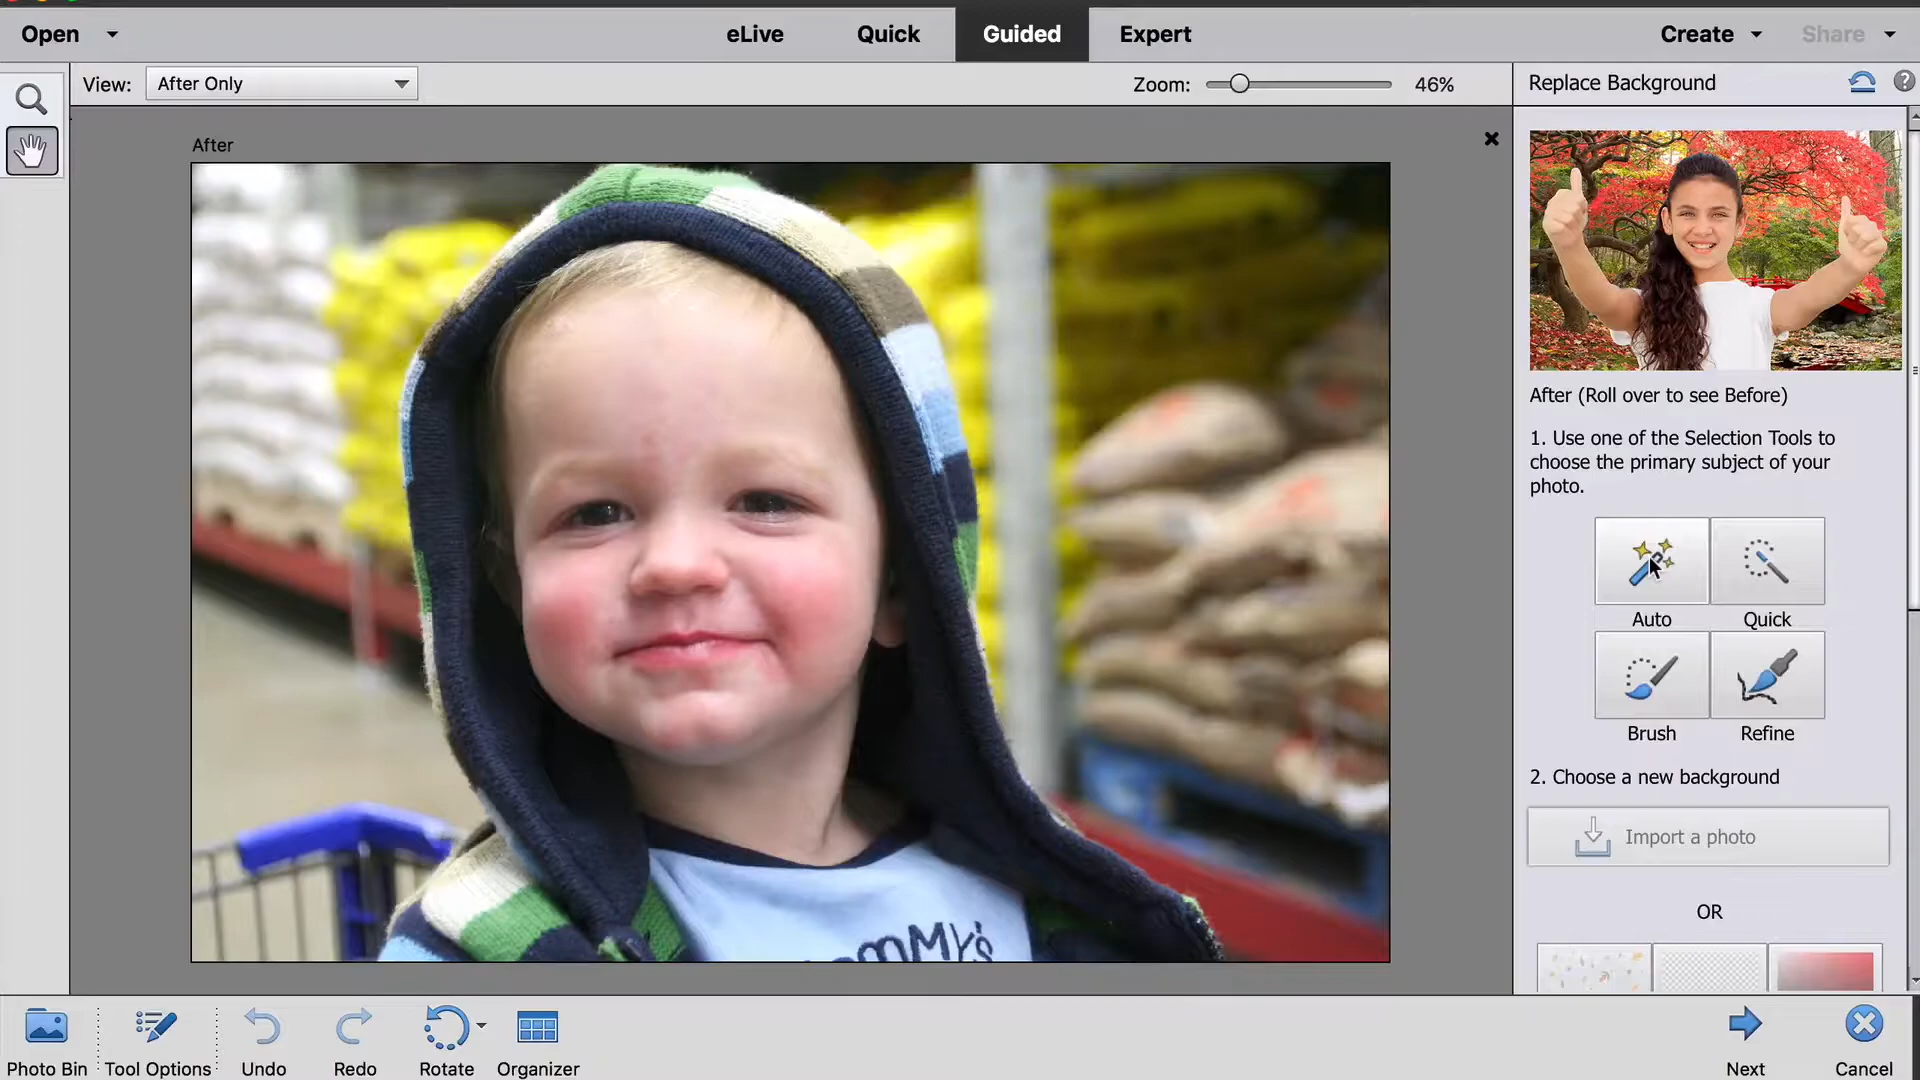 Open
eLive
Quick
Guided
Expert
Create
Share
View:
After Only
Zoom:
46%
Replace Background
?
After
After (Roll over to see Before)
1. Use one of the Selection Tools to
choose the primary subject of your
photo.
Auto
Quick
Brush
Refine
2. Choose a new background
Import a photo
OR
Photo Bin
Tool Options
Undo
Redo
Rotate
Organizer
Next
Cancel